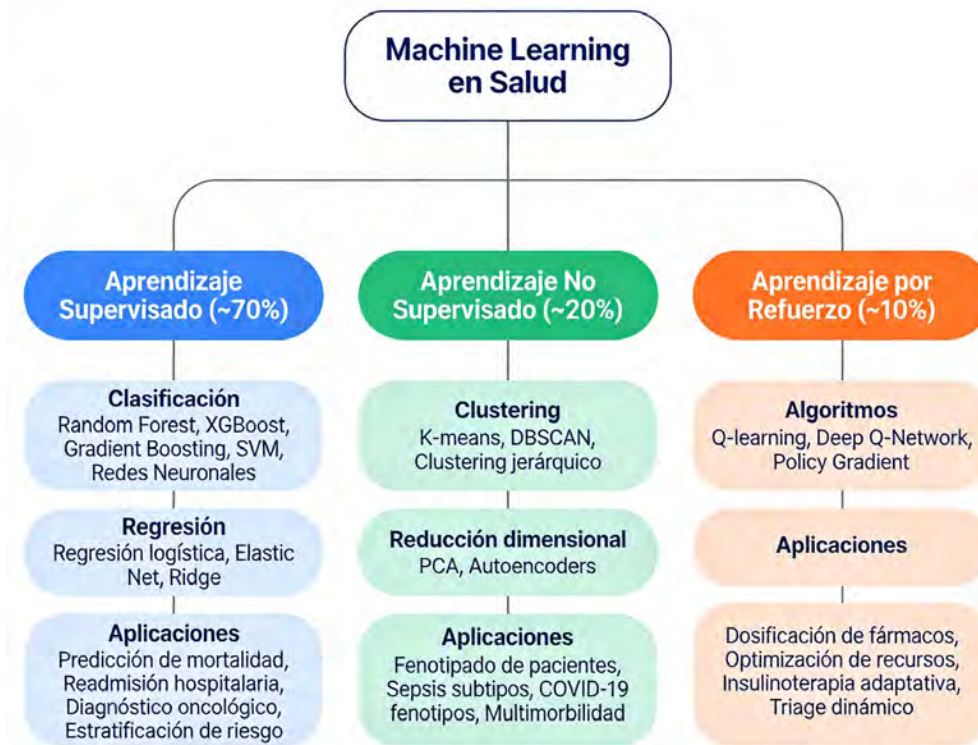 Machine Learning
en Salud
Aprendizaje
Supervisado (~70%)
Clasificación
Random Forest, XGBoost,
Gradient Boosting, SVM,
Redes Neuronales
Regresión
Regresión logística, Elastic
Net, Ridge
Aplicaciones
Predicción de mortalidad,
Readmisión hospitalaria,
Diagnóstico oncológico,
Estratificación de riesgo
Aprendizaje No
Supervisado (~20%)
Clustering
K-means, DBSCAN,
Clustering jerárquico
Reducción dimensional
PCA, Autoencoders
Aplicaciones
Fenotipado de pacientes,
Sepsis subtipos, COVID-19
fenotipos, Multimorbilidad
Aprendizaje por
Refuerzo (~10%)
Algoritmos
Q-learning, Deep Q-Network,
Policy Gradient
Aplicaciones
Dosificación de fármacos,
Optimización de recursos,
Insulinoterapia adaptativa,
Triage dinámico